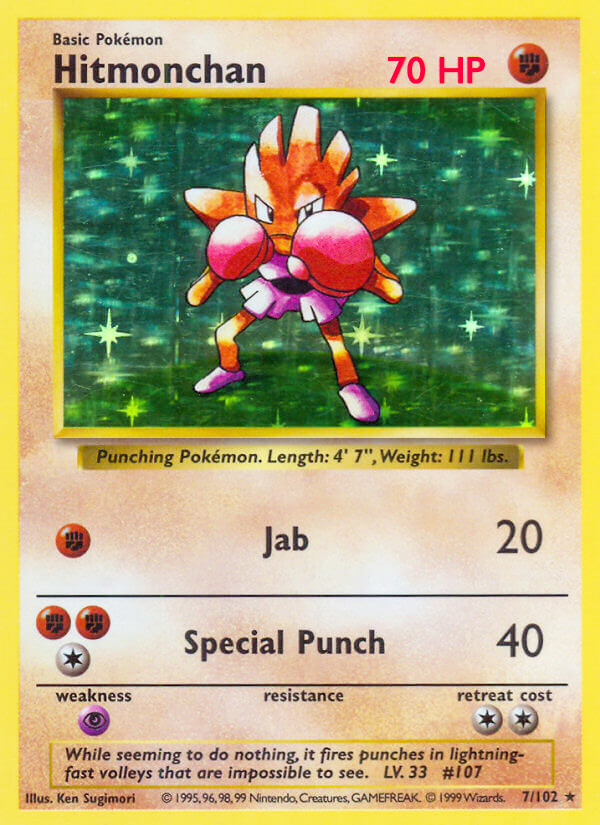 Basic Pokémon
Hitmonchan 70 HP
Punching Pokémon. Length: 4' 7", Weight: 111 lbs.
Jab 20
Special Punch 40
weakness resistance retreat cost
While seeming to do nothing, it fires punches in lightning-
fast volleys that are impossible to see. LV. 33 #107
Illus. Ken Sugimori © 1995, 96, 98, 99 Nintendo, Creatures, GAMEFREAK. © 1999 Wizards. 7/102 ★